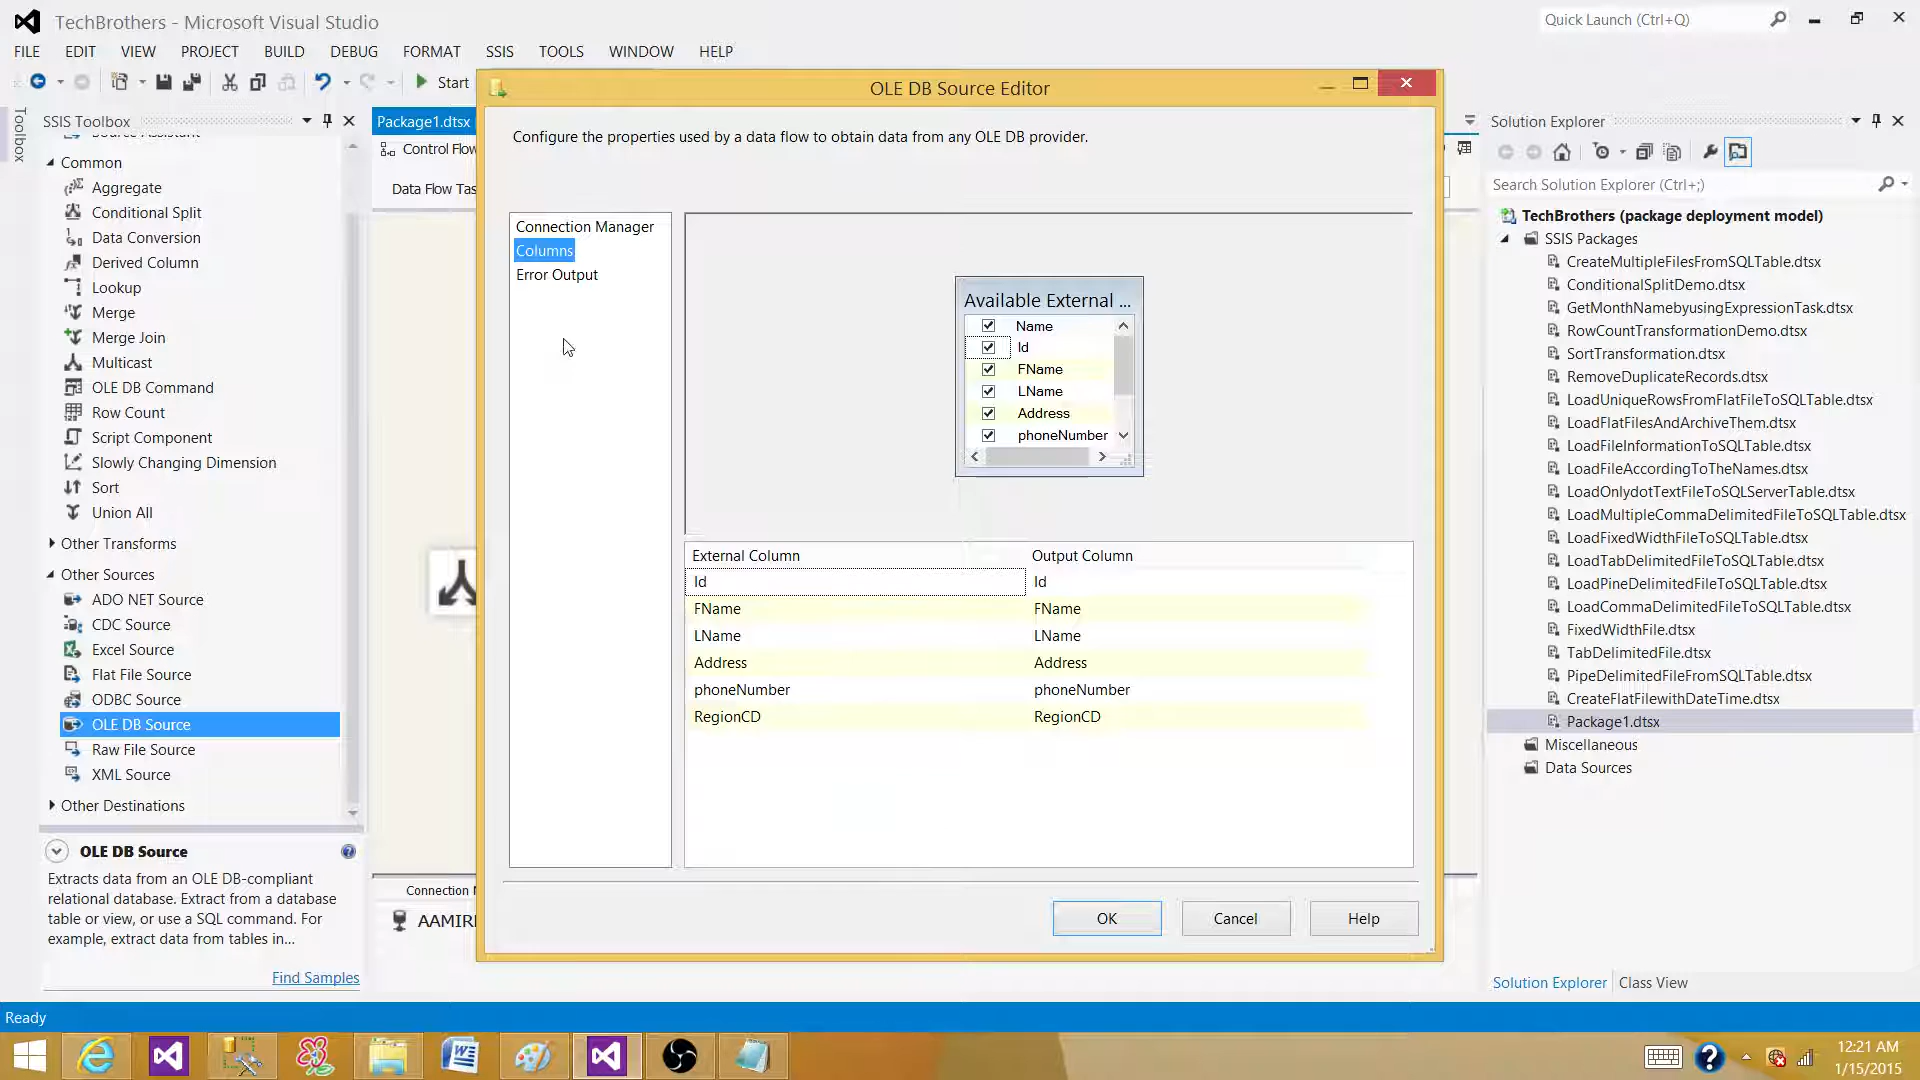 TechBrothers - Microsoft Visual Studio
Quick Launch (Ctrl+Q)
FILE EDIT VIEW PROJECT BUILD DEBUG FORMAT SSIS TOOLS WINDOW HELP
Start
OLE DB Source Editor
Toolbox
SSIS Toolbox
Package1.dtsx
Control Flow
Data Flow Tas
Common
Aggregate
Conditional Split
Data Conversion
Derived Column
Lookup
Merge
Merge Join
Multicast
OLE DB Command
Row Count
Script Component
Slowly Changing Dimension
Sort
Union All
Other Transforms
Other Sources
ADO NET Source
CDC Source
Excel Source
Flat File Source
ODBC Source
OLE DB Source
Raw File Source
XML Source
Other Destinations
OLE DB Source
Extracts data from an OLE DB-compliant
relational database. Extract from a database
table or view, or use a SQL command. For
example, extract data from tables in...
Find Samples
Connection
AAMIR
Configure the properties used by a data flow to obtain data from any OLE DB provider.
Connection Manager
Columns
Error Output
Available External ...
Name
Id
FName
LName
Address
phoneNumber
External Column Output Column
Id Id
FName FName
LName LName
Address Address
phoneNumber phoneNumber
RegionCD RegionCD
OK Cancel Help
Solution Explorer
Search Solution Explorer (Ctrl+;)
TechBrothers (package deployment model)
SSIS Packages
CreateMultipleFilesFromSQLTable.dtsx
ConditionalSplitDemo.dtsx
GetMonthNamebyusingExpressionTask.dtsx
RowCountTransformationDemo.dtsx
SortTransformation.dtsx
RemoveDuplicateRecords.dtsx
LoadUniqueRowsFromFlatFileToSQLTable.dtsx
LoadFlatFilesAndArchiveThem.dtsx
LoadFileInformationToSQLTable.dtsx
LoadFileAccordingToTheNames.dtsx
LoadOnlydotTextFileToSQLServerTable.dtsx
LoadMultipleCommaDelimitedFileToSQLTable.dtsx
LoadFixedWidthFileToSQLTable.dtsx
LoadTabDelimitedFileToSQLTable.dtsx
LoadPineDelimitedFileToSQLTable.dtsx
LoadCommaDelimitedFileToSQLTable.dtsx
FixedWidthFile.dtsx
TabDelimitedFile.dtsx
PipeDelimitedFileFromSQLTable.dtsx
CreateFlatFilewithDateTime.dtsx
Package1.dtsx
Miscellaneous
Data Sources
Solution Explorer Class View
Ready
12:21 AM
1/15/2015